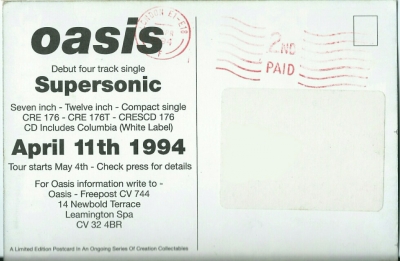 oasis
Debut four track single
Supersonic
Seven inch - Twelve inch - Compact single
CRE 176 - CRE 176T - CRESCD 176
CD Includes Columbia (White Label)
April 11th 1994
Tour starts May 4th - Check press for details
For Oasis information write to -
Oasis - Freepost CV 744
14 Newbold Terrace
Leamington Spa
CV 32 4BR
A Limited Edition Postcard In An Ongoing Series Of Creation Collectables
2ND
PAID